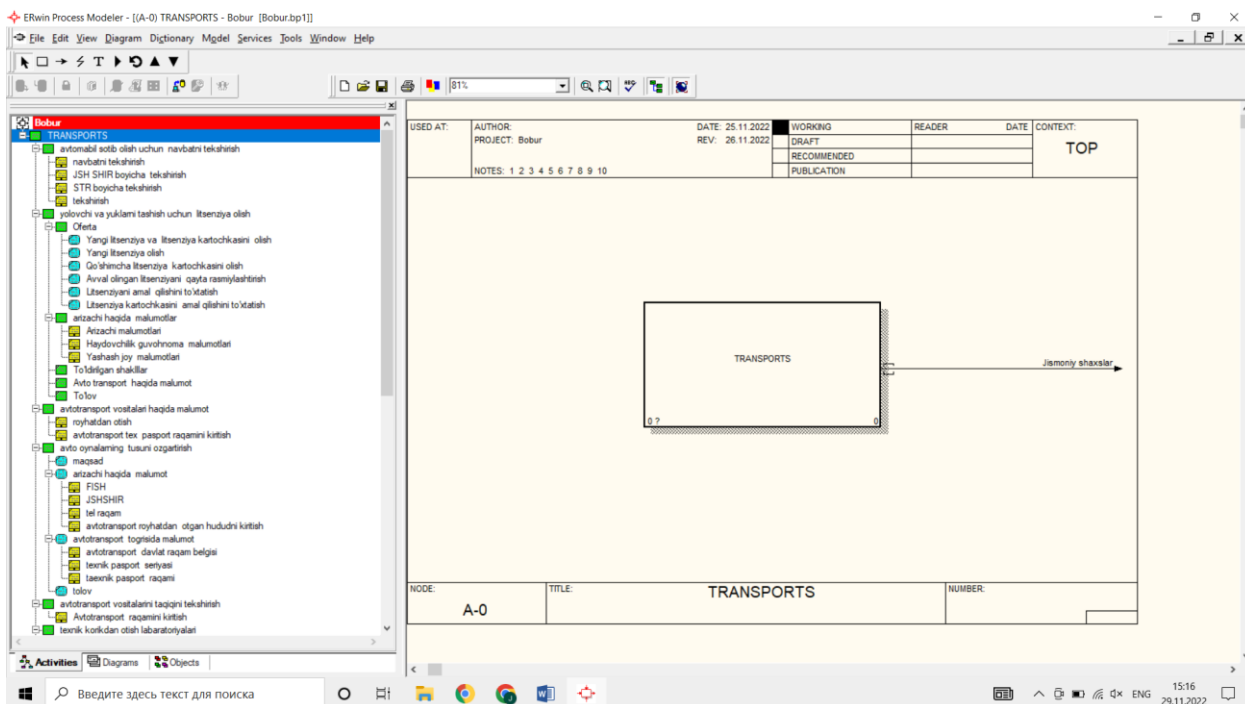 ERwin Process Modeler - [(A-0) TRANSPORTS - Bobur [Bobur.bp1]]
File Edit View Diagram Dictionary Model Services Tools Window Help
81%
Bobur
TRANSPORTS
avtomabil sotib olish uchun navbatni tekshirish
navbatni tekshirish
JSH SHIR boyicha tekshirish
STR boyicha tekshirish
tekshirish
yolovchi va yuklarni tashish uchun litsenziya olish
Oferta
Yangi litsenziya va litsenziya kartochkasini olish
Yangi litsenziya olish
Qo'shimcha litsenziya kartochkasini olish
Avval olingan litsenziyani qayta rasmiylashtirish
Litsenziyani amal qilishini to'xtatish
Litsenziya kartochkasini amal qilishini to'xtatish
arizachi haqida malumotlar
Arizachi malumotlari
Haydovchilik guvohnoma malumotlari
Yashash joy malumotlari
To'ldirilgan shakllar
Avto transport haqida malumot
To'lov
avtotransport vositalari haqida malumot
royhatdan otish
avtotransport tex pasport raqamini kiritish
avto oynalarning tusuni ozgartirish
maqsad
arizachi haqida malumot
FISH
JSHSHIR
tel raqam
avtotransport royhatdan otgan hududni kiritish
avtotransport togrisida malumot
avtotransport davlat raqam belgisi
texnik pasport seriyasi
taexnik pasport raqami
tolov
avtotransport vositalarini taqiqini tekshirish
Avtotransport raqamini kiritish
texnik korikdan otish labaratoriyalari
Activities Diagrams Objects
USED AT: AUTHOR: DATE: 25.11.2022 WORKING READER DATE CONTEXT:
PROJECT: Bobur REV: 26.11.2022 DRAFT
TOP
RECOMMENDED
NOTES: 1 2 3 4 5 6 7 8 9 10 PUBLICATION
TRANSPORTS
Jismoniy shaxslar
0 ? 0
NODE: TITLE: TRANSPORTS NUMBER:
A-0
Введите здесь текст для поиска
ENG
15:16
29.11.2022